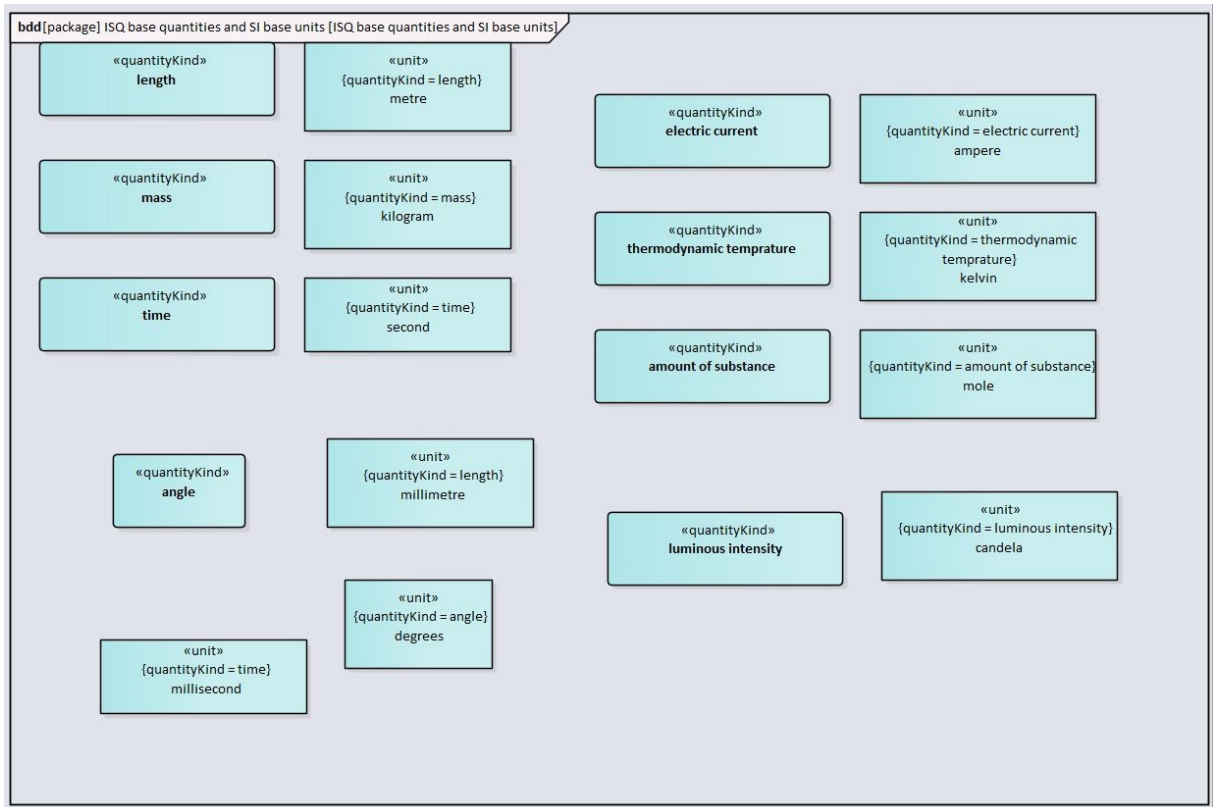 bdd[package] ISQ base quantities and SI base units [ISQ base quantities and SI base units]
«quantityKind»
length
«unit»
{quantityKind = length}
metre
«quantityKind»
mass
«unit»
{quantityKind = mass}
kilogram
«quantityKind»
time
«unit»
{quantityKind = time}
second
«quantityKind»
electric current
«unit»
{quantityKind = electric current}
ampere
«quantityKind»
thermodynamic temprature
«unit»
{quantityKind = thermodynamic
temprature}
kelvin
«quantityKind»
amount of substance
«unit»
{quantityKind = amount of substance}
mole
«quantityKind»
angle
«unit»
{quantityKind = length}
millimetre
«quantityKind»
luminous intensity
«unit»
{quantityKind = luminous intensity}
candela
«unit»
{quantityKind = angle}
degrees
«unit»
{quantityKind = time}
millisecond